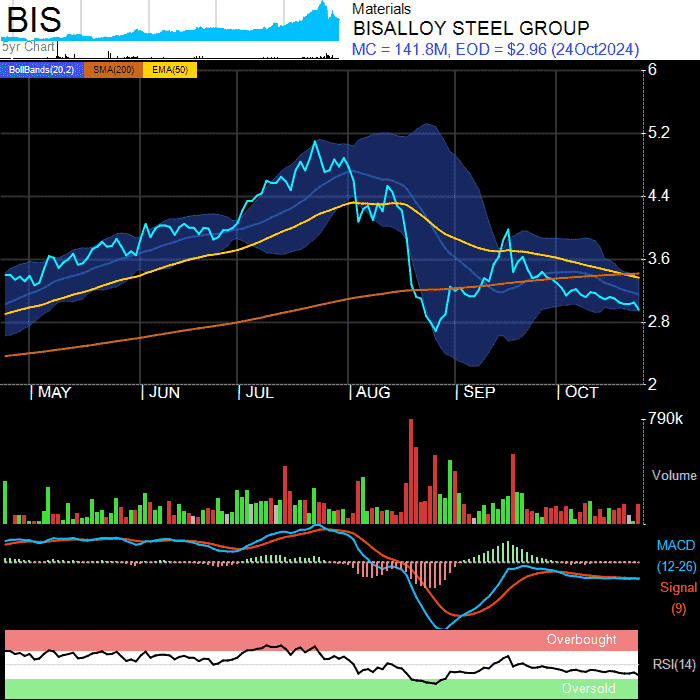 BIS
5yr Chart
Materials
BISALLOY STEEL GROUP
MC = 141.8M, EOD = $2.96 (24Oct2024)
BollBands(20,2) SMA(200) EMA(50)
6
5.2
4.4
3.6
2.8
2
MAY JUN JUL AUG SEP OCT
790k
Volume
MACD
(12-26)
Signal
(9)
Overbought
RSI(14)
Oversold